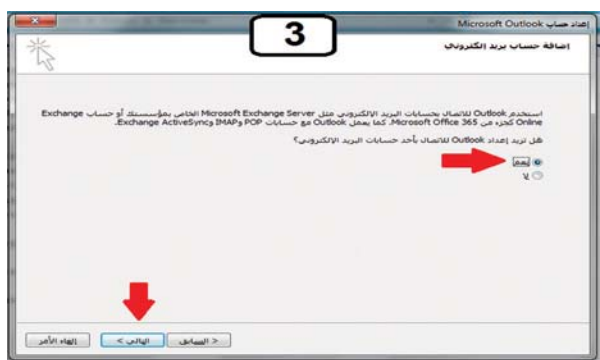 إعداد حساب Microsoft Outlook
3
إضافة حساب بريد إلكتروني
استخدم Outlook للاتصال بحسابات البريد الإلكتروني مثل Microsoft Exchange Server الخاص بمؤسستك أو حساب Exchange
Online كجزء من Microsoft Office 365. كما يعمل Outlook مع حسابات POP وIMAP وExchange ActiveSync.
هل تريد إعداد Outlook للاتصال بأحد حسابات البريد الإلكتروني؟
نعم
لا
< السابق
التالي >
إلغاء الأمر